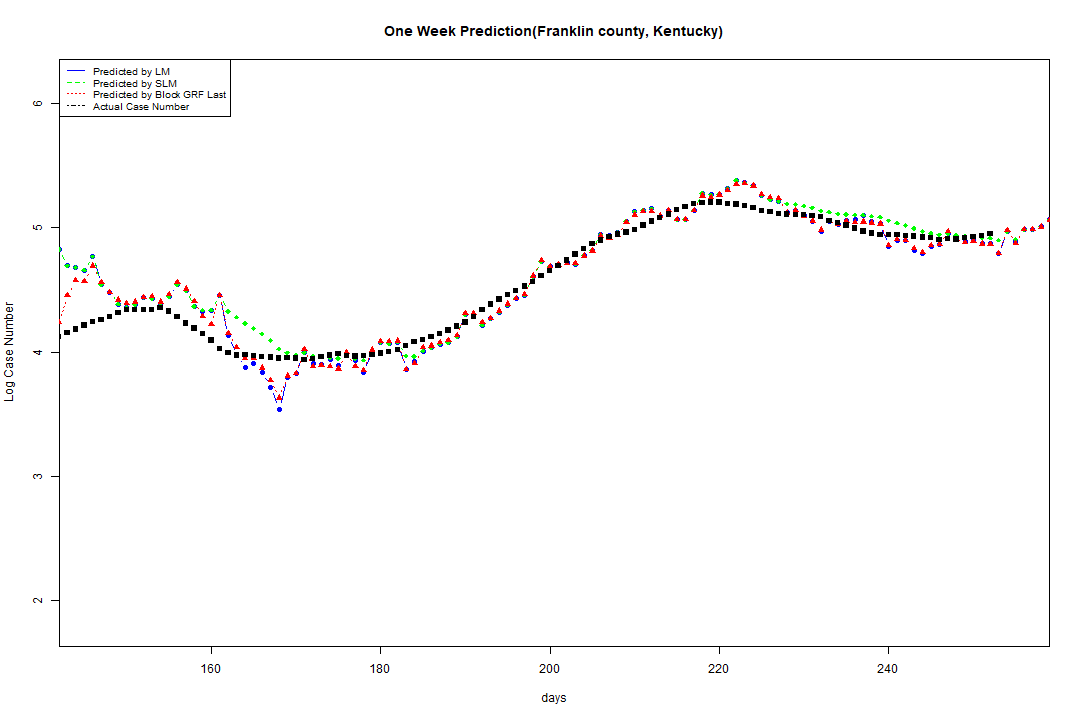 One Week Prediction(Franklin county, Kentucky)
Predicted by LM
Predicted by SLM
Predicted by Block GRF Last
Actual Case Number
6
5
4
3
2
Log Case Number
160 180 200 220 240
days